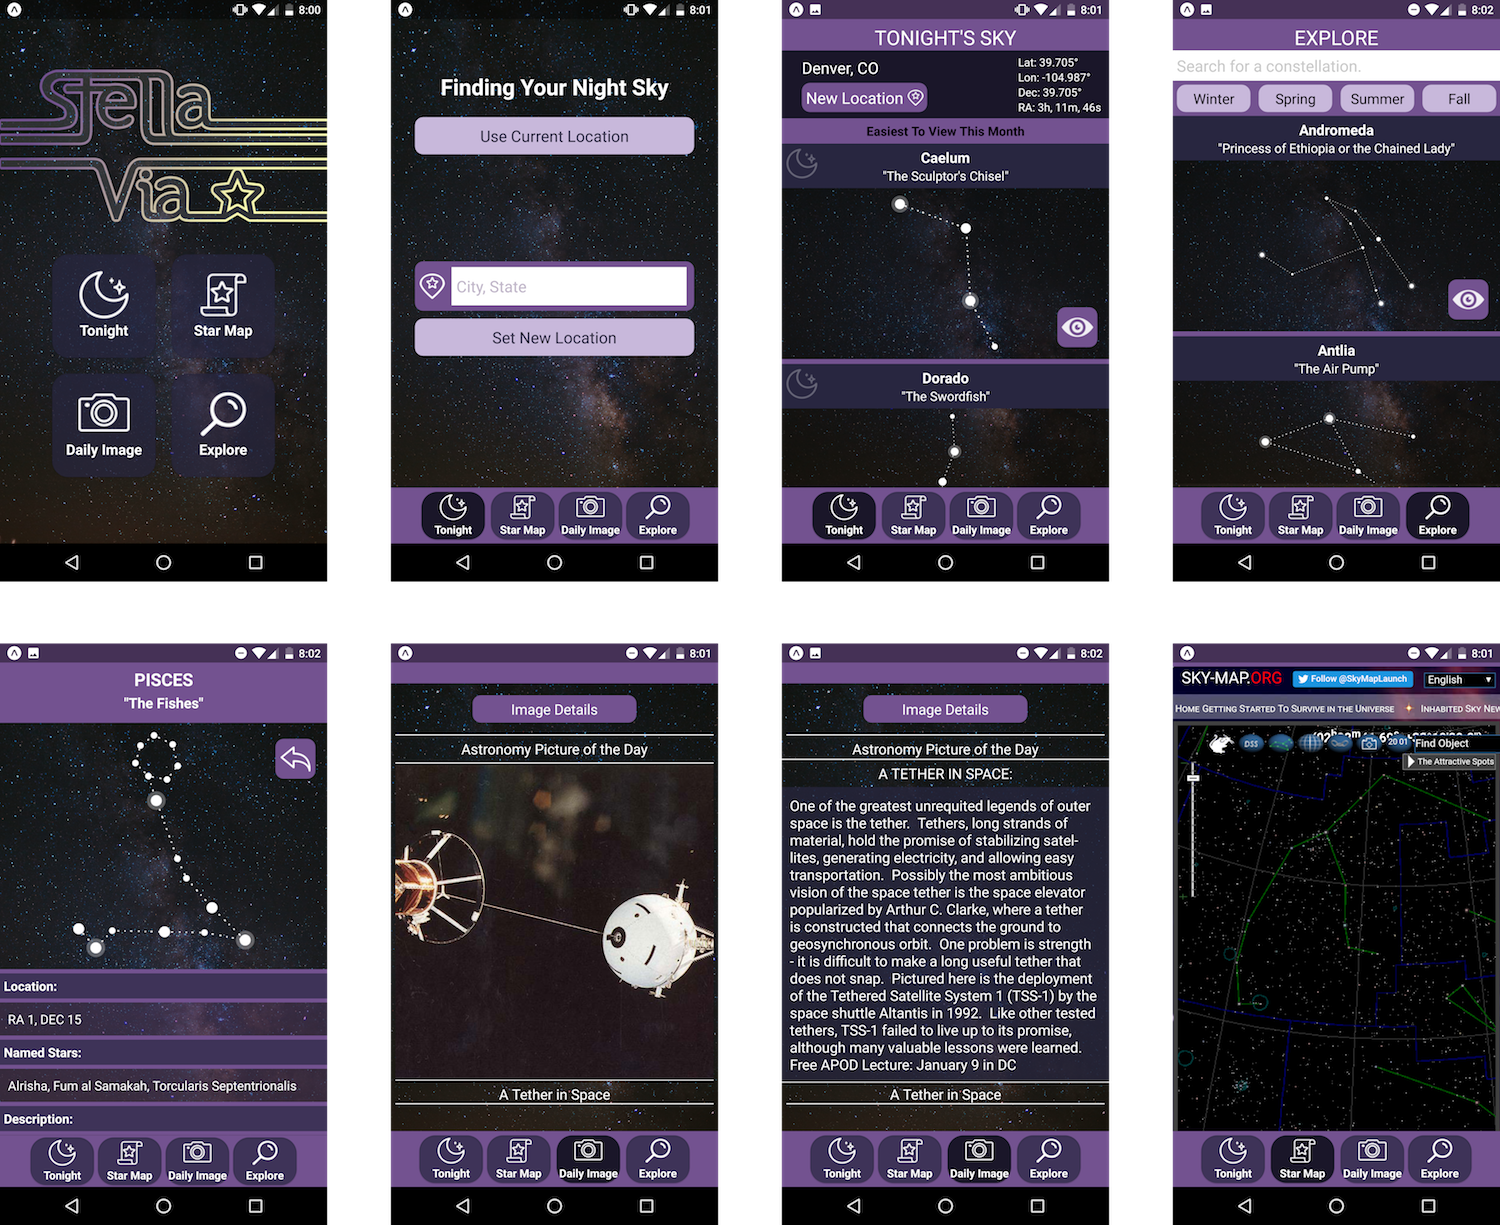 8:00
Stella
Via
Tonight
Star Map
Daily Image
Explore
8:01
Finding Your Night Sky
Use Current Location
City, State
Set New Location
Tonight
Star Map
Daily Image
Explore
8:01
TONIGHT'S SKY
Denver, CO
New Location
Lat: 39.705°
Lon: -104.987°
Dec: 39.705°
RA: 3h, 11m, 46s
Easiest To View This Month
Caelum
"The Sculptor's Chisel"
Dorado
"The Swordfish"
Tonight
Star Map
Daily Image
Explore
8:02
EXPLORE
Search for a constellation.
Winter
Spring
Summer
Fall
Andromeda
"Princess of Ethiopia or the Chained Lady"
Antlia
"The Air Pump"
Tonight
Star Map
Daily Image
Explore
8:02
PISCES
"The Fishes"
Location:
RA 1, DEC 15
Named Stars:
Alrisha, Fum al Samakah, Torcularis Septentrionalis
Description:
Tonight
Star Map
Daily Image
Explore
8:01
Image Details
Astronomy Picture of the Day
A Tether in Space
Tonight
Star Map
Daily Image
Explore
8:02
Image Details
Astronomy Picture of the Day
A TETHER IN SPACE:
One of the greatest unrequited legends of outer
space is the tether.  Tethers, long strands of
material, hold the promise of stabilizing satel-
lites, generating electricity, and allowing easy
transportation.  Possibly the most ambitious
vision of the space tether is the space elevator
popularized by Arthur C. Clarke, where a tether
is constructed that connects the ground to
geosynchronous orbit.  One problem is strength
- it is difficult to make a long useful tether that
does not snap.  Pictured here is the deployment
of the Tethered Satellite System 1 (TSS-1) by the
space shuttle Altantis in 1992.  Like other tested
tethers, TSS-1 failed to live up to its promise,
although many valuable lessons were learned.
Free APOD Lecture: January 9 in DC
A Tether in Space
Tonight
Star Map
Daily Image
Explore
8:01
SKY-MAP.ORG
Follow @SkyMapLaunch
English
HOME GETTING STARTED TO SURVIVE IN THE UNIVERSE
INHABITED SKY NEW
DSS
20 01
Find Object
The Attractive Spots
Tonight
Star Map
Daily Image
Explore